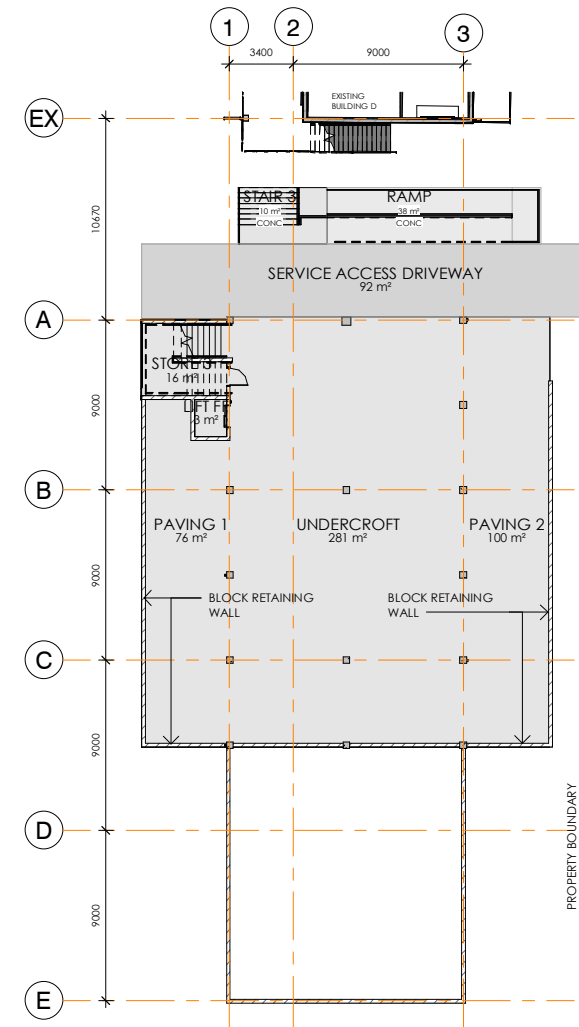 1
2
3
3400
9000
EXISTING
BUILDING D
EX
10670
STAIR 3
10 m²
CONC
RAMP
38 m²
CONC
SERVICE ACCESS DRIVEWAY
92 m²
A
STORE 3
16 m²
LIFT
3 m²
9000
B
PAVING 1
76 m²
UNDERCROFT
281 m²
PAVING 2
100 m²
9000
BLOCK RETAINING
WALL
BLOCK RETAINING
WALL
C
9000
D
PROPERTY BOUNDARY
9000
E